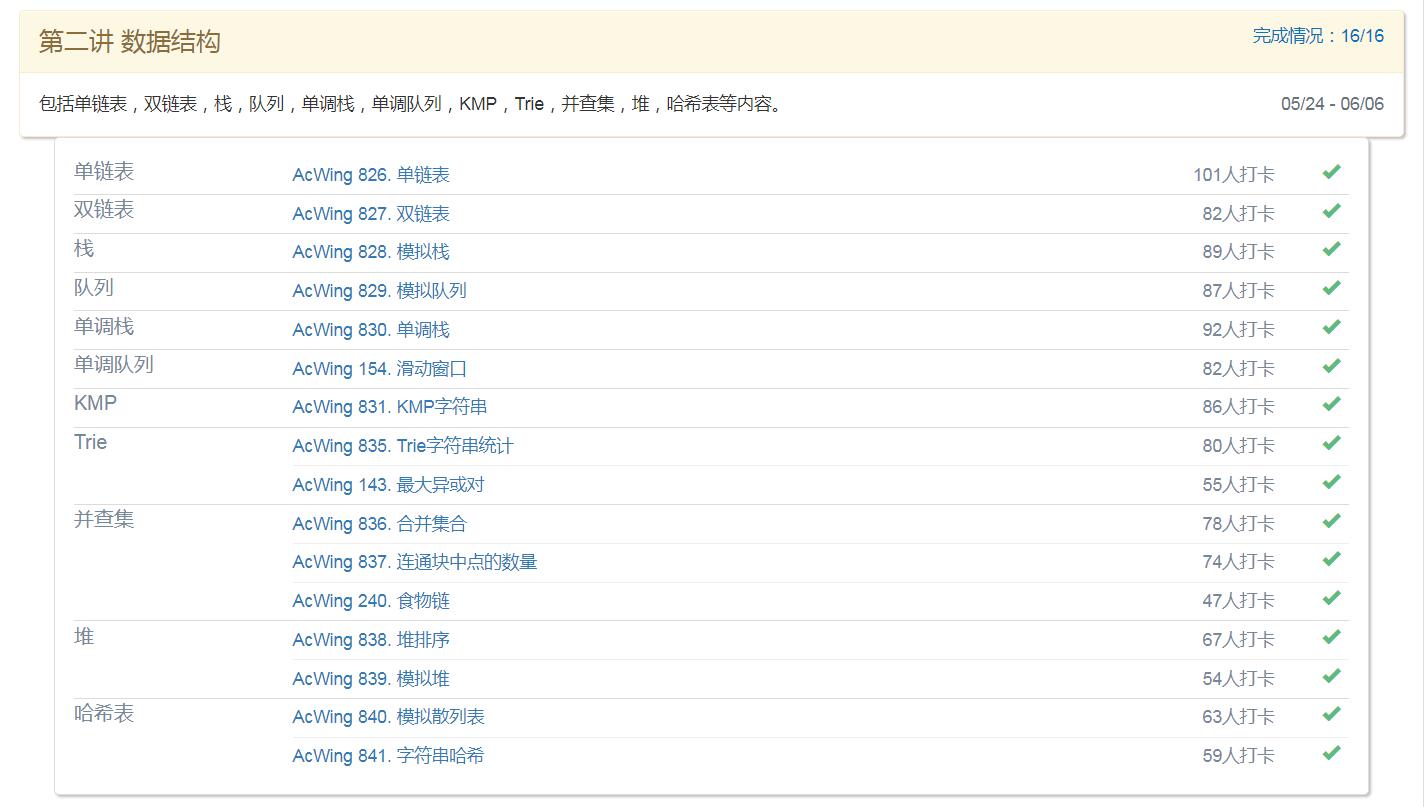 第二讲 数据结构 完成情况：16/16
包括单链表，双链表，栈，队列，单调栈，单调队列，KMP，Trie，并查集，堆，哈希表等内容。 05/24 - 06/06
单链表 AcWing 826. 单链表 101人打卡
双链表 AcWing 827. 双链表 82人打卡
栈 AcWing 828. 模拟栈 89人打卡
队列 AcWing 829. 模拟队列 87人打卡
单调栈 AcWing 830. 单调栈 92人打卡
单调队列 AcWing 154. 滑动窗口 82人打卡
KMP AcWing 831. KMP字符串 86人打卡
Trie AcWing 835. Trie字符串统计 80人打卡
AcWing 143. 最大异或对 55人打卡
并查集 AcWing 836. 合并集合 78人打卡
AcWing 837. 连通块中点的数量 74人打卡
AcWing 240. 食物链 47人打卡
堆 AcWing 838. 堆排序 67人打卡
AcWing 839. 模拟堆 54人打卡
哈希表 AcWing 840. 模拟散列表 63人打卡
AcWing 841. 字符串哈希 59人打卡